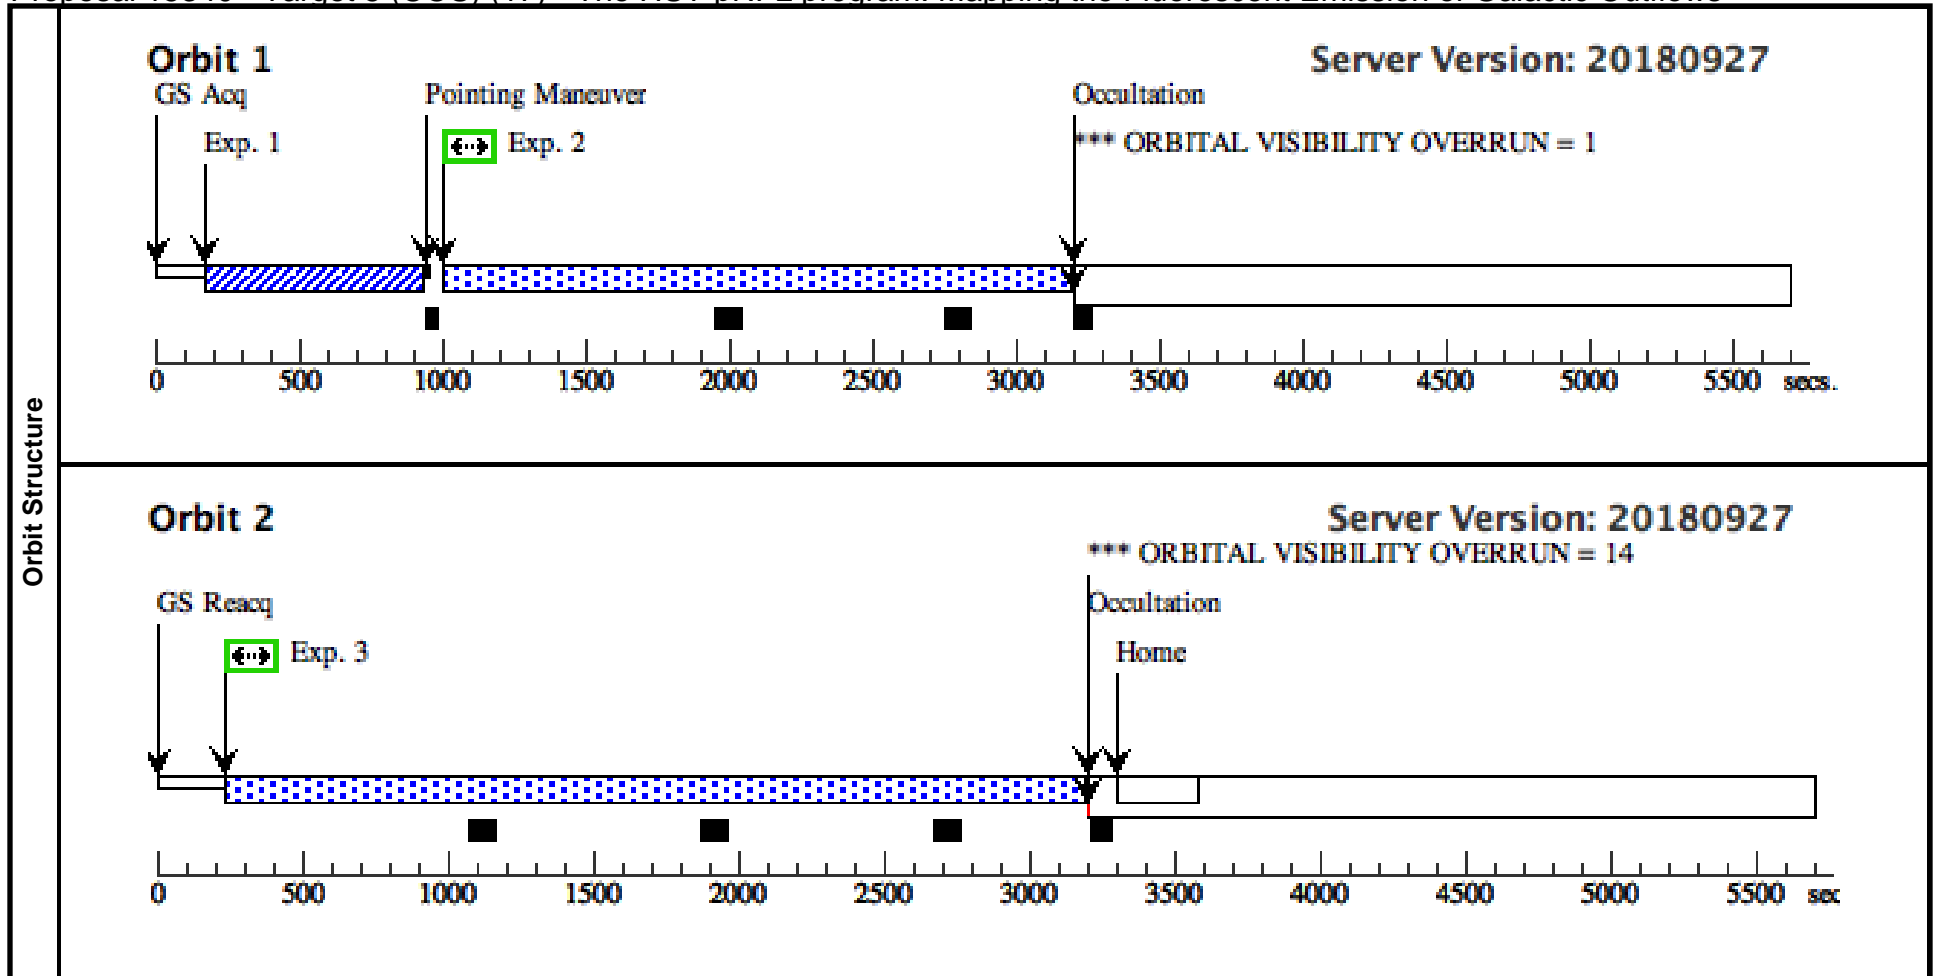 Orbit 1
Server Version: 20180927
GS Acq
Pointing Maneuver
Occultation
Exp. 1
Exp. 2
*** ORBITAL VISIBILITY OVERRUN = 1
0 500 1000 1500 2000 2500 3000 3500 4000 4500 5000 5500 secs.
Orbit Structure
Orbit 2
Server Version: 20180927
*** ORBITAL VISIBILITY OVERRUN = 14
GS Reacq
Occultation
Exp. 3
Home
0 500 1000 1500 2000 2500 3000 3500 4000 4500 5000 5500 sec